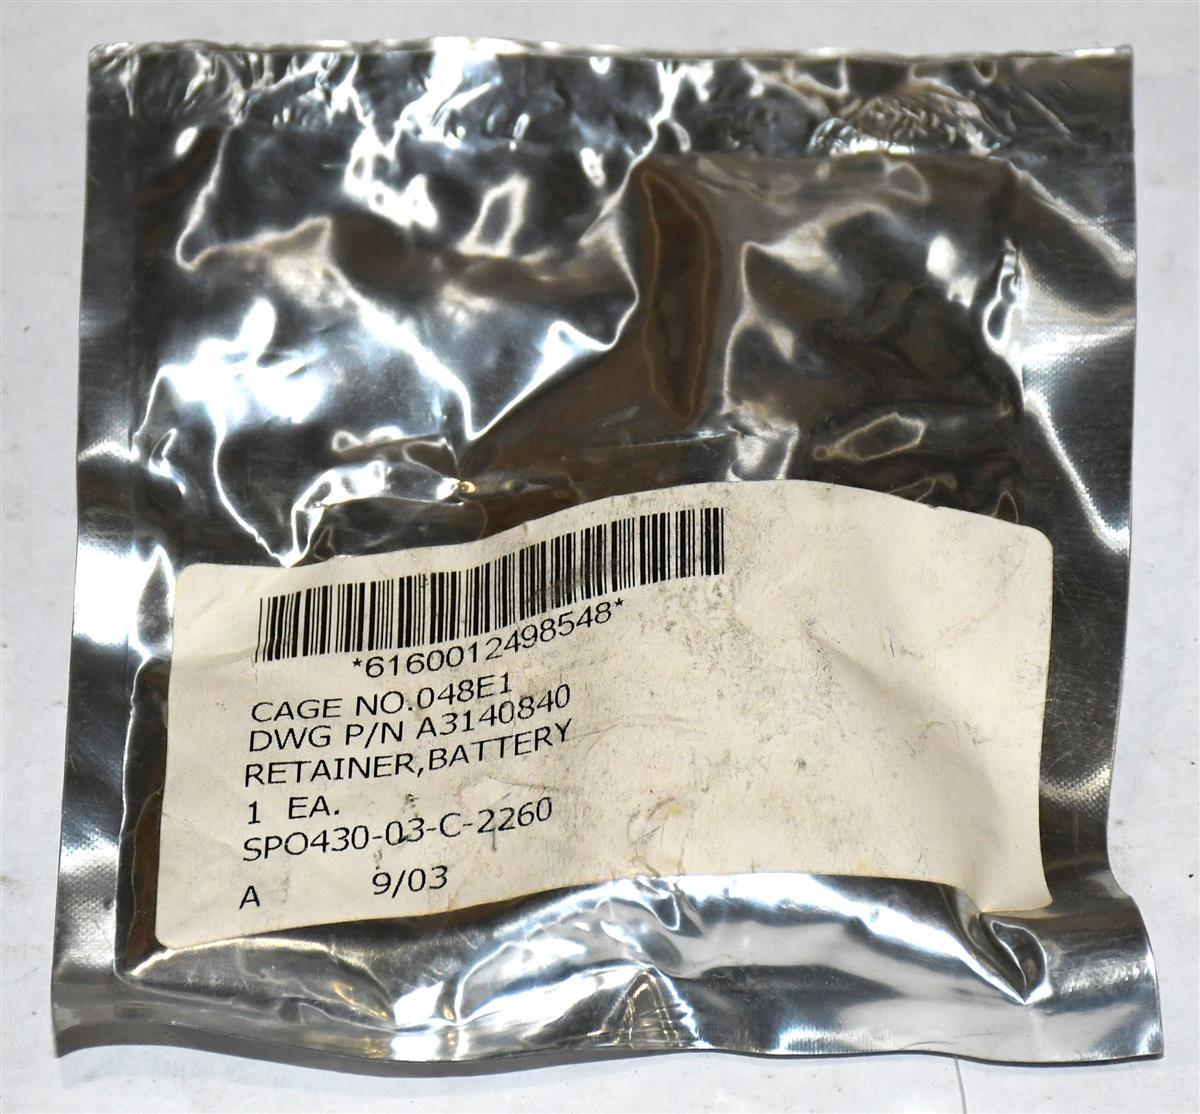 *6160012498548*
CAGE NO.048E1
DWG P/N A3140840
RETAINER,BATTERY
1 EA.
SPO430-03-C-2260
A 9/03